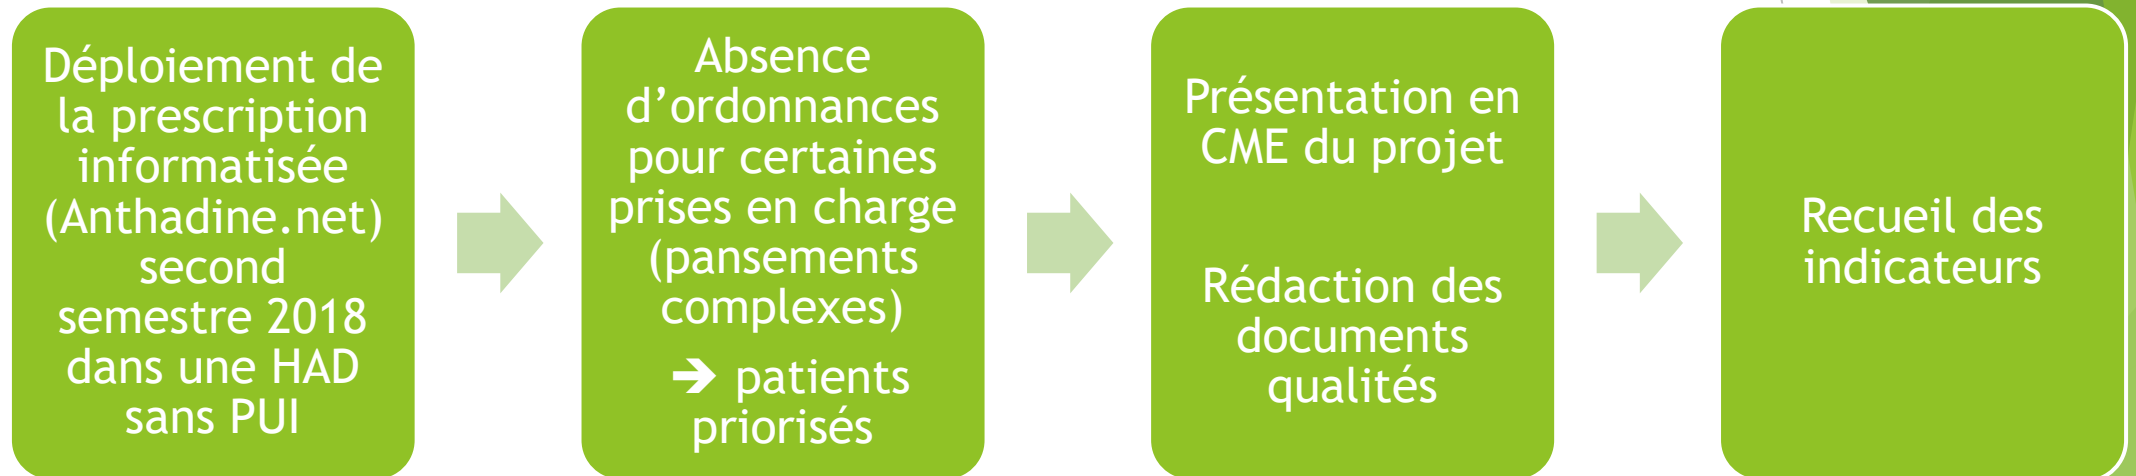 Déploiement de
la prescription
informatisée
(Anthadine.net)
second
semestre 2018
dans une HAD
sans PUI
Absence
d’ordonnances
pour certaines
prises en charge
(pansements
complexes)
➔ patients
priorisés
Présentation en
CME du projet
Rédaction des
documents
qualités
Recueil des
indicateurs